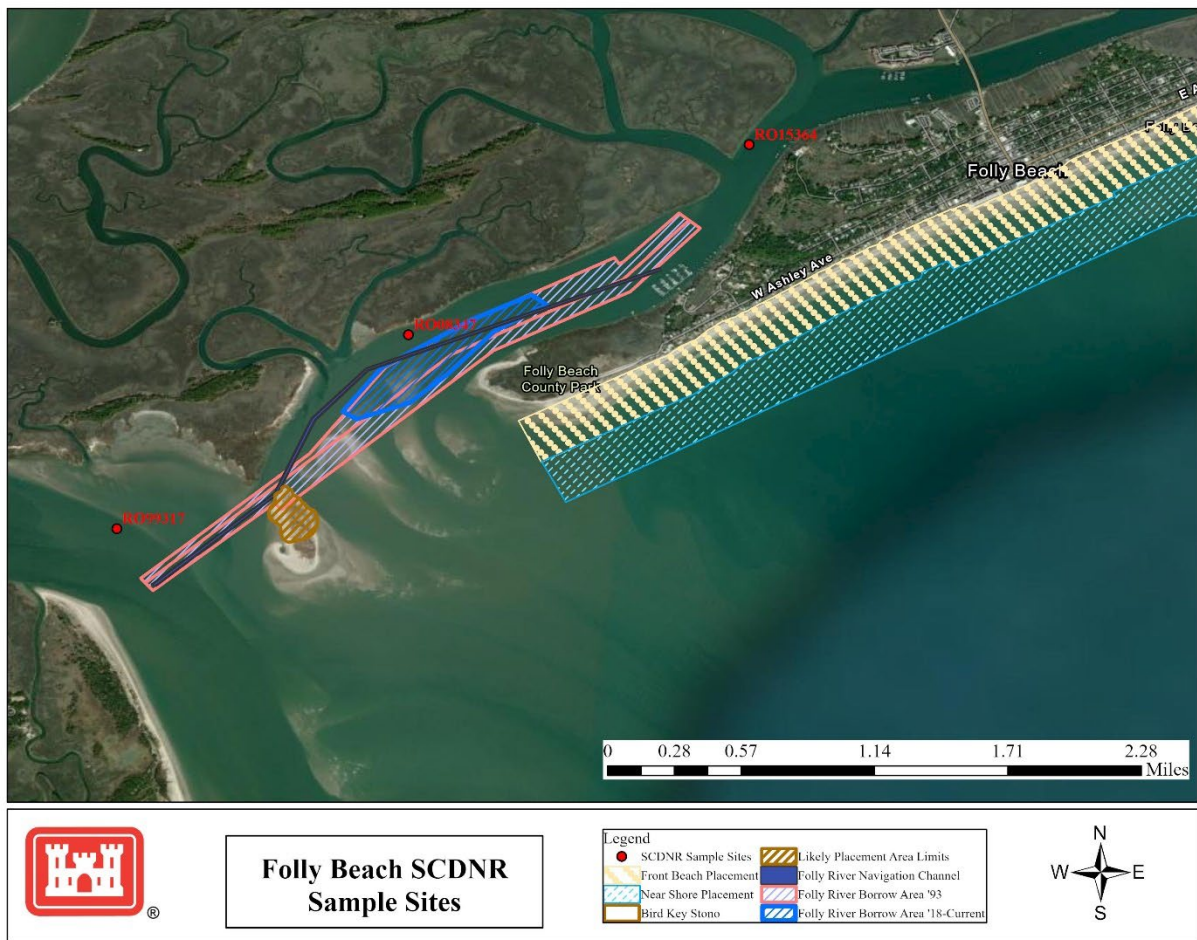 RO15364
E A
Folly Beach
W Ashley Ave
RO08347
Folly Beach
County Park
RO99317
0 0.28 0.57 1.14 1.71 2.28
Miles
®
Folly Beach SCDNR
Sample Sites
Legend
SCDNR Sample Sites
Front Beach Placement
Near Shore Placement
Bird Key Stono
Likely Placement Area Limits
Folly River Navigation Channel
Folly River Borrow Area '93
Folly River Borrow Area '18-Current
N
W E
S